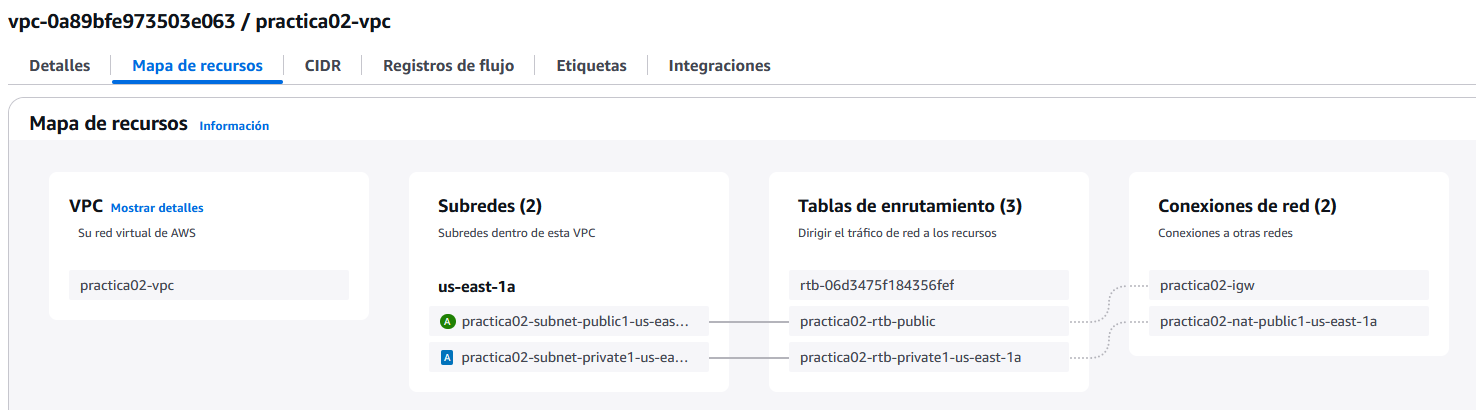 vpc-0a89bfe973503e063 / practica02-vpc
Detalles
Mapa de recursos
CIDR
Registros de flujo
Etiquetas
Integraciones
Mapa de recursos Información
VPC Mostrar detalles
Su red virtual de AWS
practica02-vpc
Subredes (2)
Subredes dentro de esta VPC
us-east-1a
A practica02-subnet-public1-us-eas...
A practica02-subnet-private1-us-ea...
Tablas de enrutamiento (3)
Dirigir el tráfico de red a los recursos
rtb-06d3475f184356fef
practica02-rtb-public
practica02-rtb-private1-us-east-1a
Conexiones de red (2)
Conexiones a otras redes
practica02-igw
practica02-nat-public1-us-east-1a